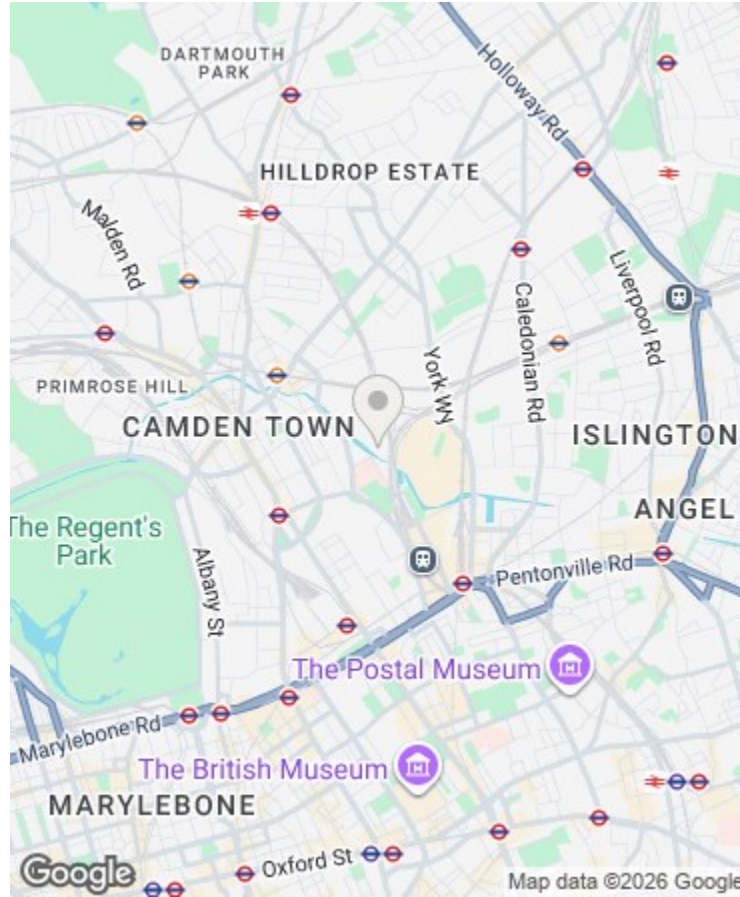 DARTMOUTH
PARK
Holloway Rd
HILLDROP ESTATE
Malden Rd
Liverpool Rd
Caledonian Rd
York Wy
PRIMROSE HILL
CAMDEN TOWN
ISLINGTON
ANGEL
The Regent's
Park
Albany St
Pentonville Rd
The Postal Museum
Marylebone Rd
The British Museum
MARYLEBONE
Oxford St
Google
Map data ©2026 Google